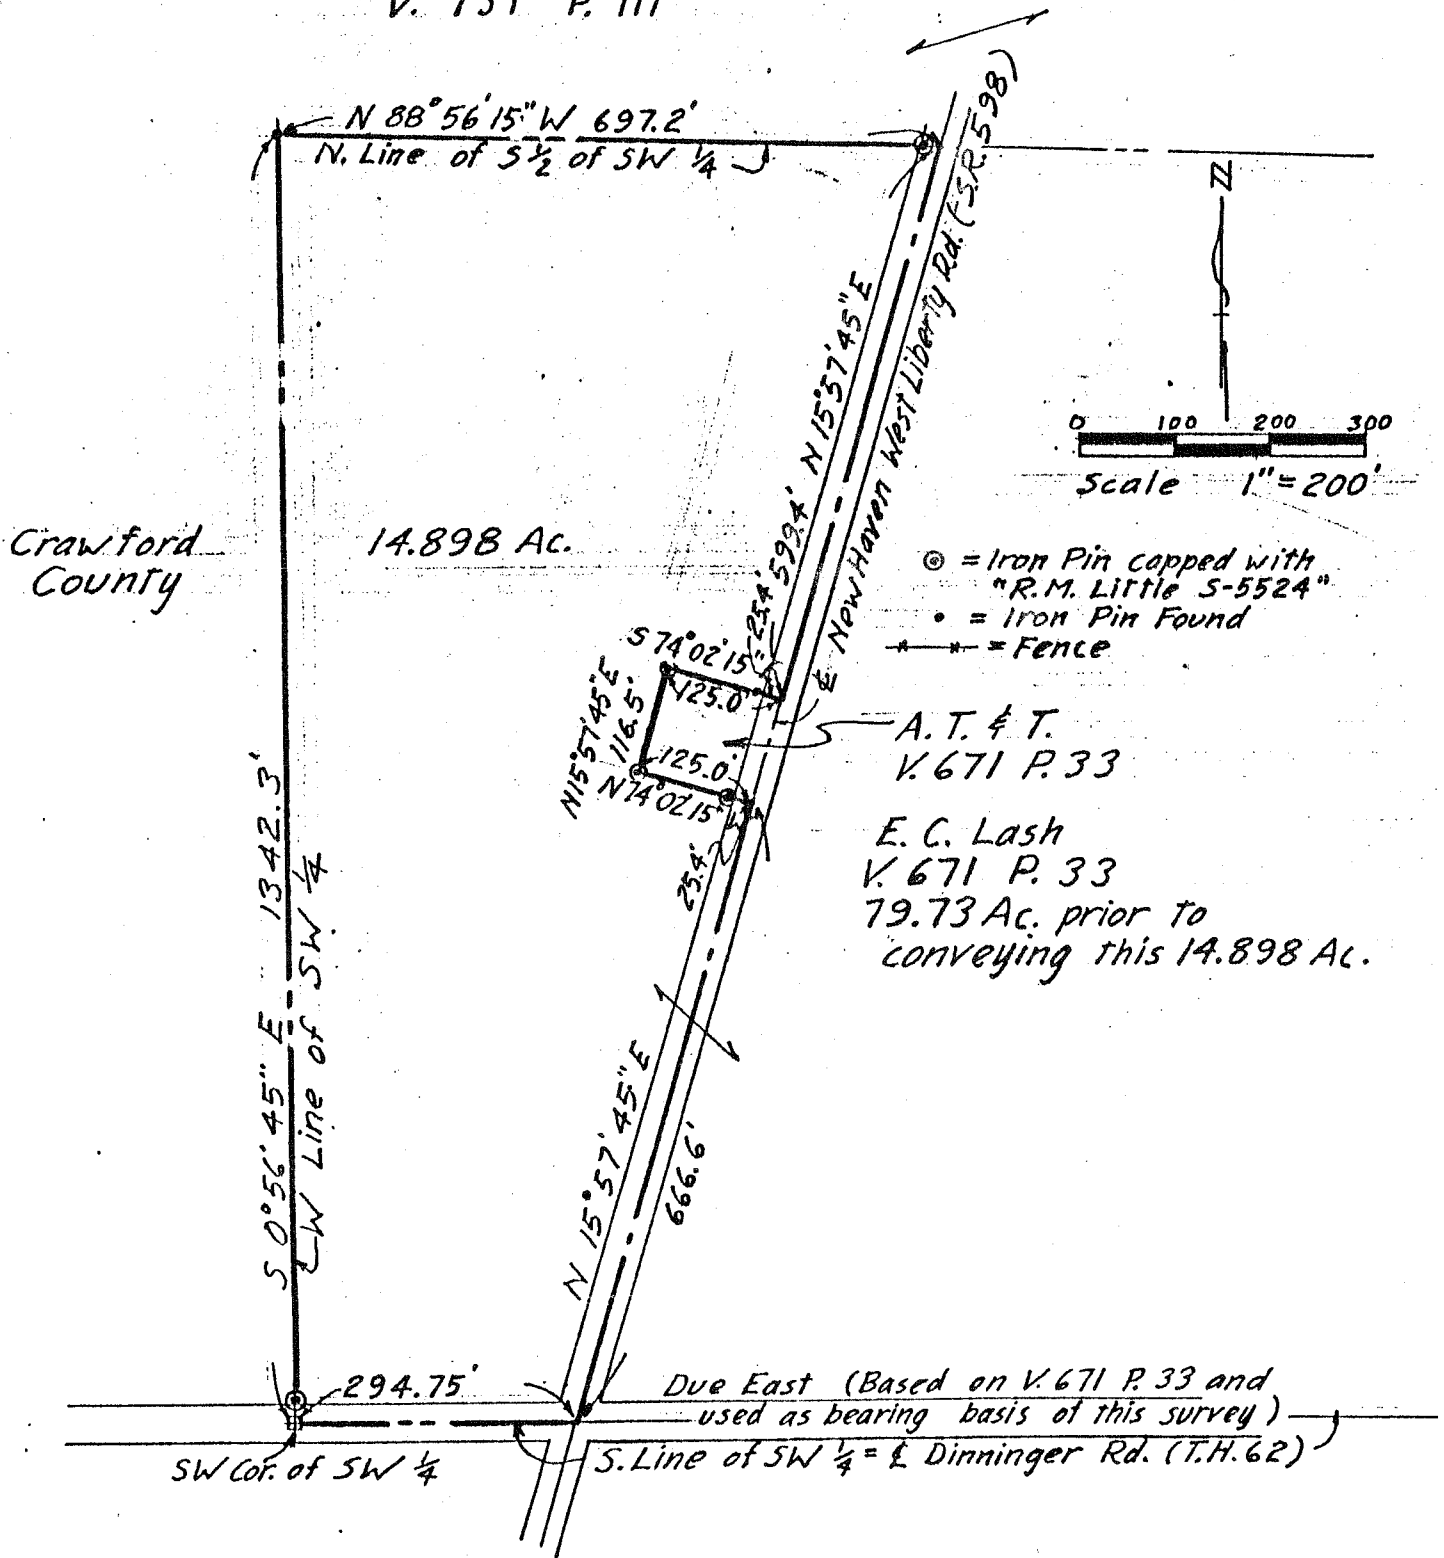 V. 757 P. 111
N 88°56'15" W 697.2'
N. Line of S ½ of SW ¼
New Haven West Liberty Rd. (S.R. 598)
N
N 15°57'45" E
599.4'
25.4'
0 100 200 300
Scale 1" = 200'
Crawford
County
14.898 Ac.
= Iron Pin capped with
"R.M. Little S-5524"
• = Iron Pin Found
= Fence
S 74°02'15"
125.0'
N 15°57'45" E
116.5'
125.0'
N 74°02'15"
25.4'
℄
A. T. & T.
V. 671 P. 33
E. C. Lash
V. 671 P. 33
79.73 Ac. prior to
conveying this 14.898 Ac.
S 0°56'45" E 1342.3'
W Line of SW ¼
N 15°57'45" E
666.6'
294.75'
Due East (Based on V. 671 P. 33 and
used as bearing basis of this survey)
SW Cor. of SW ¼
S. Line of SW ¼ = ℄ Dinninger Rd. (T.H. 62)